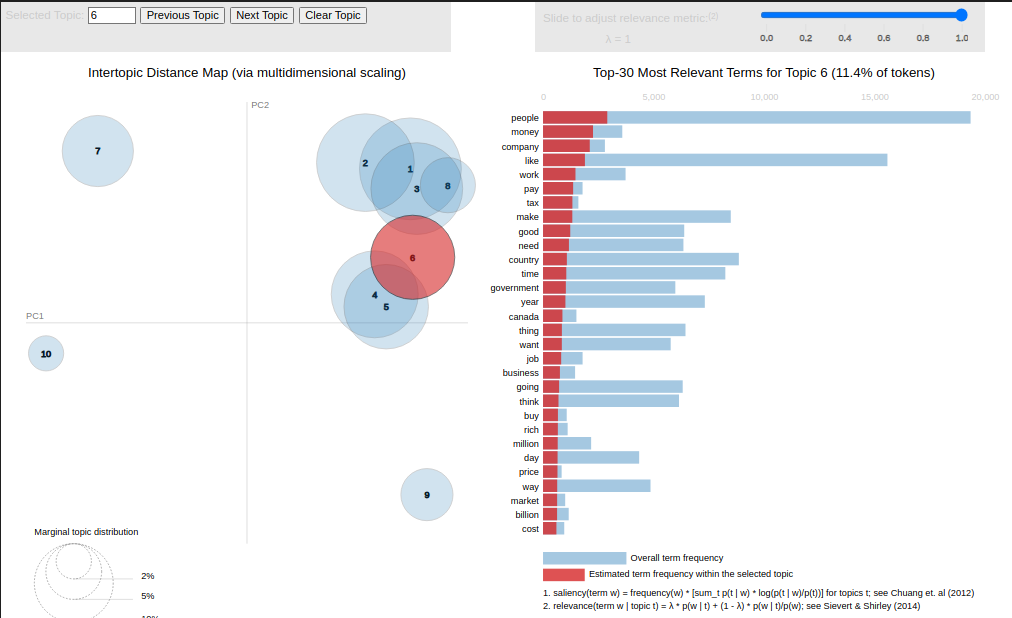 Selected Topic: 6 Previous Topic Next Topic Clear Topic
Slide to adjust relevance metric:(2)
λ = 1
0.0 0.2 0.4 0.6 0.8 1.0
Intertopic Distance Map (via multidimensional scaling)
PC2
PC1
7
2
1
3
8
6
4
5
10
9
Marginal topic distribution
2%
5%
10%
Top-30 Most Relevant Terms for Topic 6 (11.4% of tokens)
0 5,000 10,000 15,000 20,000
people
money
company
like
work
pay
tax
make
good
need
country
time
government
year
canada
thing
want
job
business
going
think
buy
rich
million
day
price
way
market
billion
cost
Overall term frequency
Estimated term frequency within the selected topic
1. saliency(term w) = frequency(w) * [sum_t p(t | w) * log(p(t | w)/p(t))] for topics t; see Chuang et. al (2012)
2. relevance(term w | topic t) = λ * p(w | t) + (1 - λ) * p(w | t)/p(w); see Sievert & Shirley (2014)